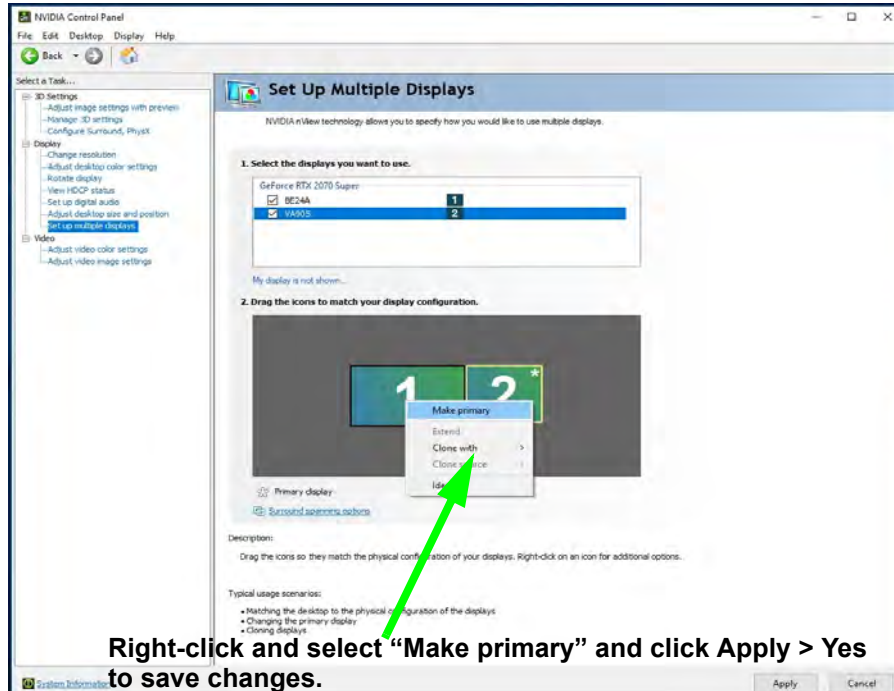 NVIDIA Control Panel
File Edit Desktop Display Help
Back
Select a Task...
3D Settings
Adjust image settings with preview
Manage 3D settings
Configure Surround, PhysX
Display
Change resolution
Adjust desktop color settings
Rotate display
View HDCP status
Set up digital audio
Adjust desktop size and position
Set up multiple displays
Video
Adjust video color settings
Adjust video image settings
Set Up Multiple Displays
NVIDIA nView technology allows you to specify how you would like to use multiple displays.
1. Select the displays you want to use.
GeForce RTX 2070 Super
BE24A 1
VA905 2
My display is not shown...
2. Drag the icons to match your display configuration.
1 2 *
Make primary
Extend
Clone with >
Clone
Primary display
Surround spanning options
Description:
Drag the icons so they match the physical configuration of your displays. Right-click on an icon for additional options.
Typical usage scenarios:
• Matching the desktop to the physical configuration of the displays
• Changing the primary display
• Cloning displays
Right-click and select “Make primary” and click Apply > Yes
to save changes.
System Information
Apply Cancel